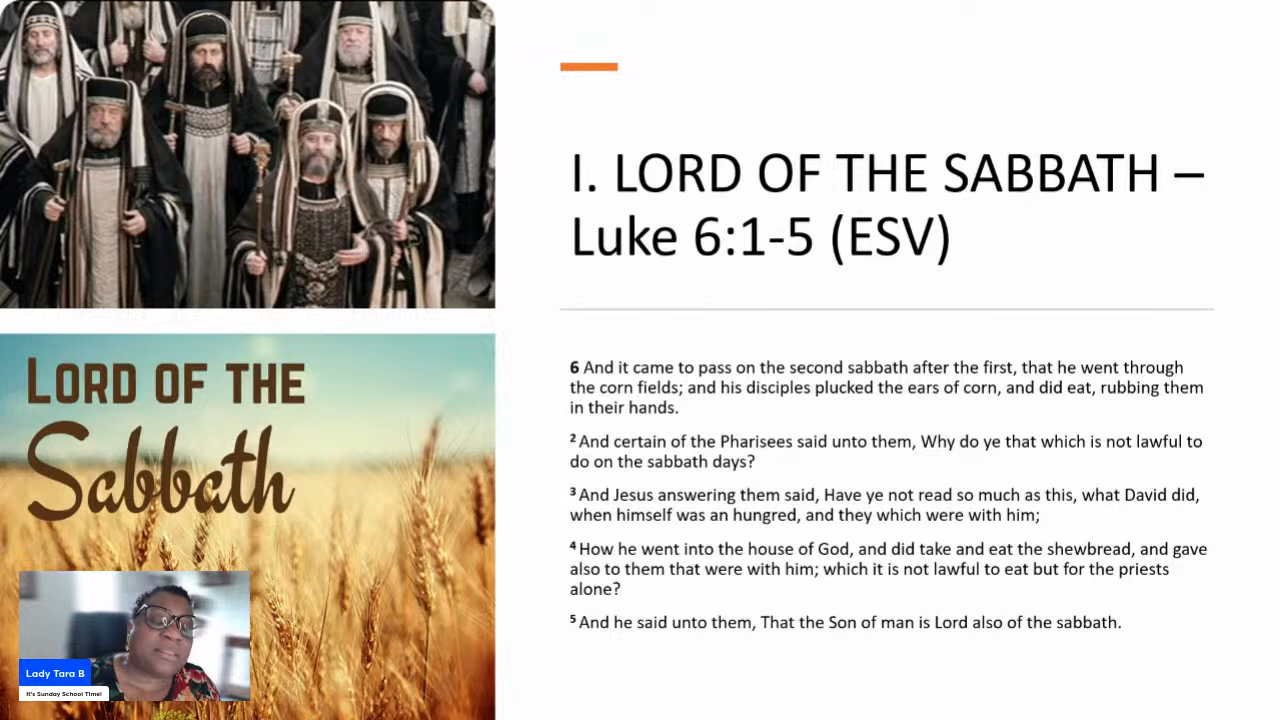 I. LORD OF THE SABBATH –
Luke 6:1-5 (ESV)
6 And it came to pass on the second sabbath after the first, that he went through
the corn fields; and his disciples plucked the ears of corn, and did eat, rubbing them
in their hands.
2 And certain of the Pharisees said unto them, Why do ye that which is not lawful to
do on the sabbath days?
3 And Jesus answering them said, Have ye not read so much as this, what David did,
when himself was an hungred, and they which were with him;
4 How he went into the house of God, and did take and eat the shewbread, and gave
also to them that were with him; which it is not lawful to eat but for the priests
alone?
5 And he said unto them, That the Son of man is Lord also of the sabbath.
LORD OF THE
Sabbath
Lady Tara B
It's Sunday School Time!